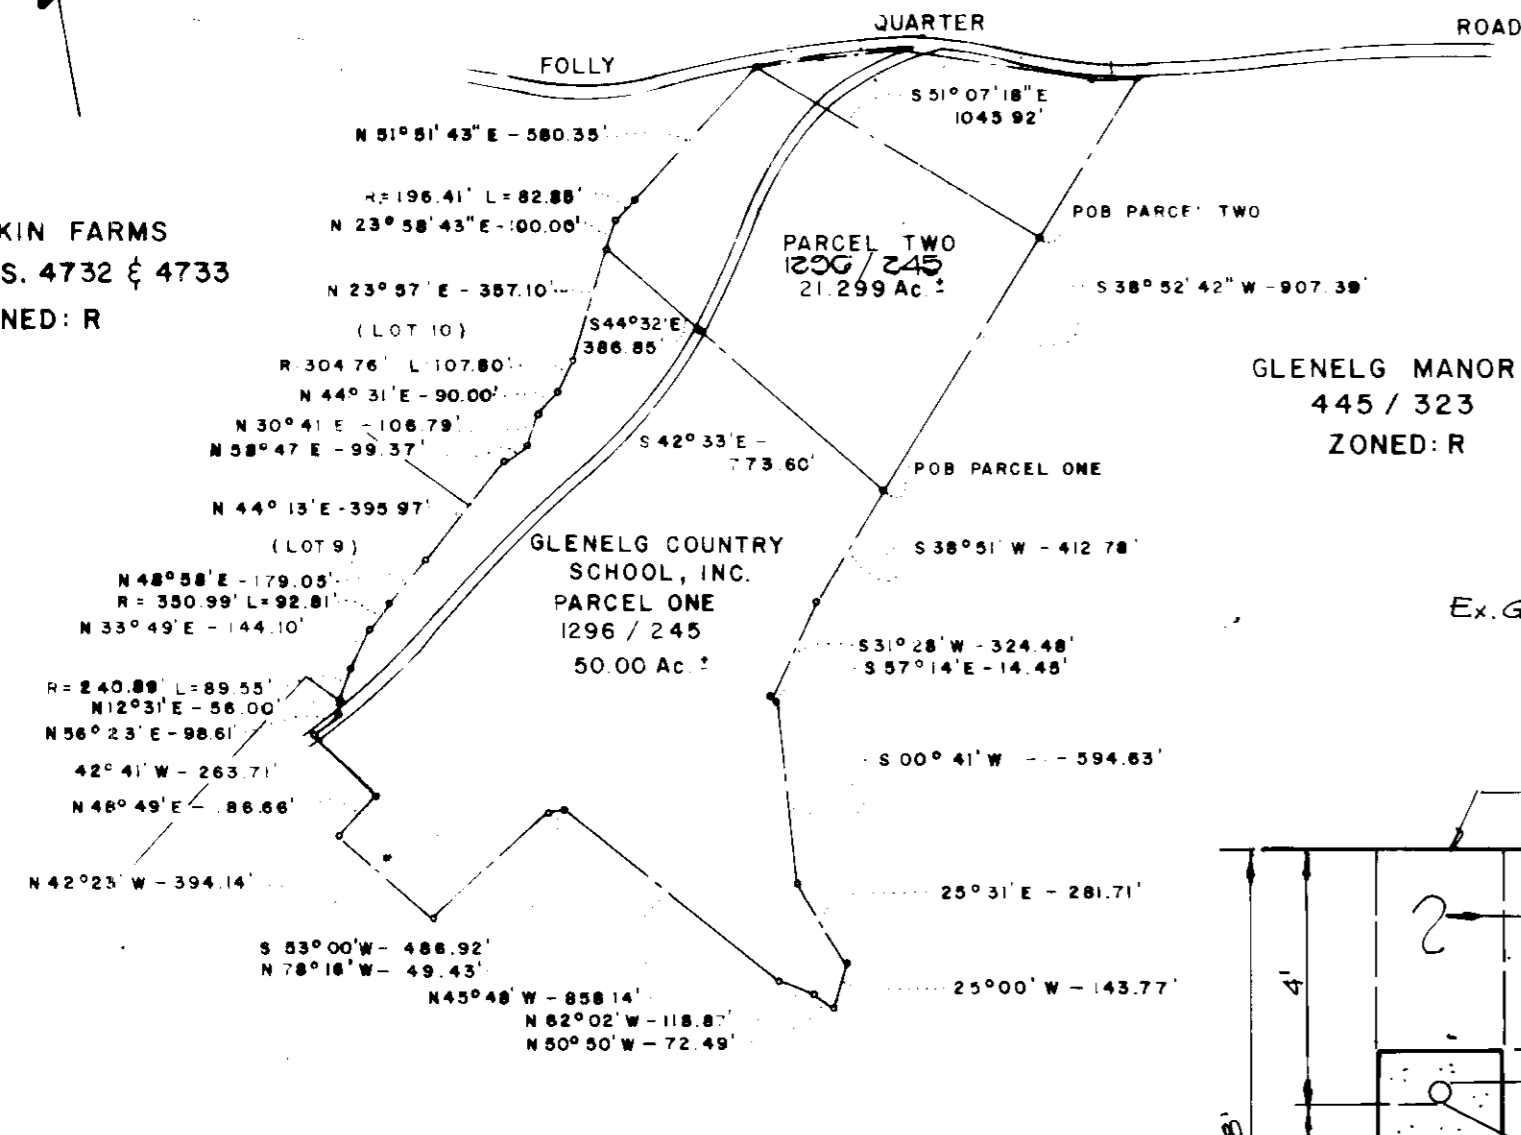 QUARTER
ROAD
FOLLY
S 51° 07' 18" E
1045 92'
N 51° 51' 43" E - 580.35'
R = 196.41' L = 82.85'
N 23° 58' 43" E - 100.00'
POB PARCEL TWO
KIN FARMS
S. 4732 & 4733
NED: R
PARCEL TWO
1296 / 245
21.299 Ac. ±
N 23° 57' E - 357.10'
S 38° 52' 42" W - 907.39'
(LOT 10)
S 44° 32' E
386.85'
R 304 76' L 107.80'
N 44° 31' E - 90.00'
GLENELG MANOR
445 / 323
ZONED: R
N 30° 41 E - 106.79'
N 58° 47 E - 99.37'
S 42° 33' E -
773.60'
POB PARCEL ONE
N 44° 13' E - 395 97'
(LOT 9)
GLENELG COUNTRY
SCHOOL, INC.
PARCEL ONE
1296 / 245
50.00 Ac. ±
S 38° 51' W - 412 78'
N 48° 58' E - 179.05'
R = 350.99' L = 92.81'
N 33° 49' E - 144.10'
Ex. G
S 31° 28' W - 324.48'
S 57° 14' E - 14.45'
R = 240.89' L = 89.55'
N 12° 31' E - 56.00'
N 56° 23' E - 98.61'
42° 41' W - 263.71'
N 48° 49' E - 86.66'
S 00° 41' W - 594.63'
N 42° 23' W - 394.14'
25° 31' E - 281.71'
S 53° 00' W - 486.92'
N 78° 18' W - 49.43'
N 45° 48' W - 858 14'
N 62° 02' W - 118.87'
N 50° 50' W - 72.49'
25° 00' W - 143.77'
2
4'
8'